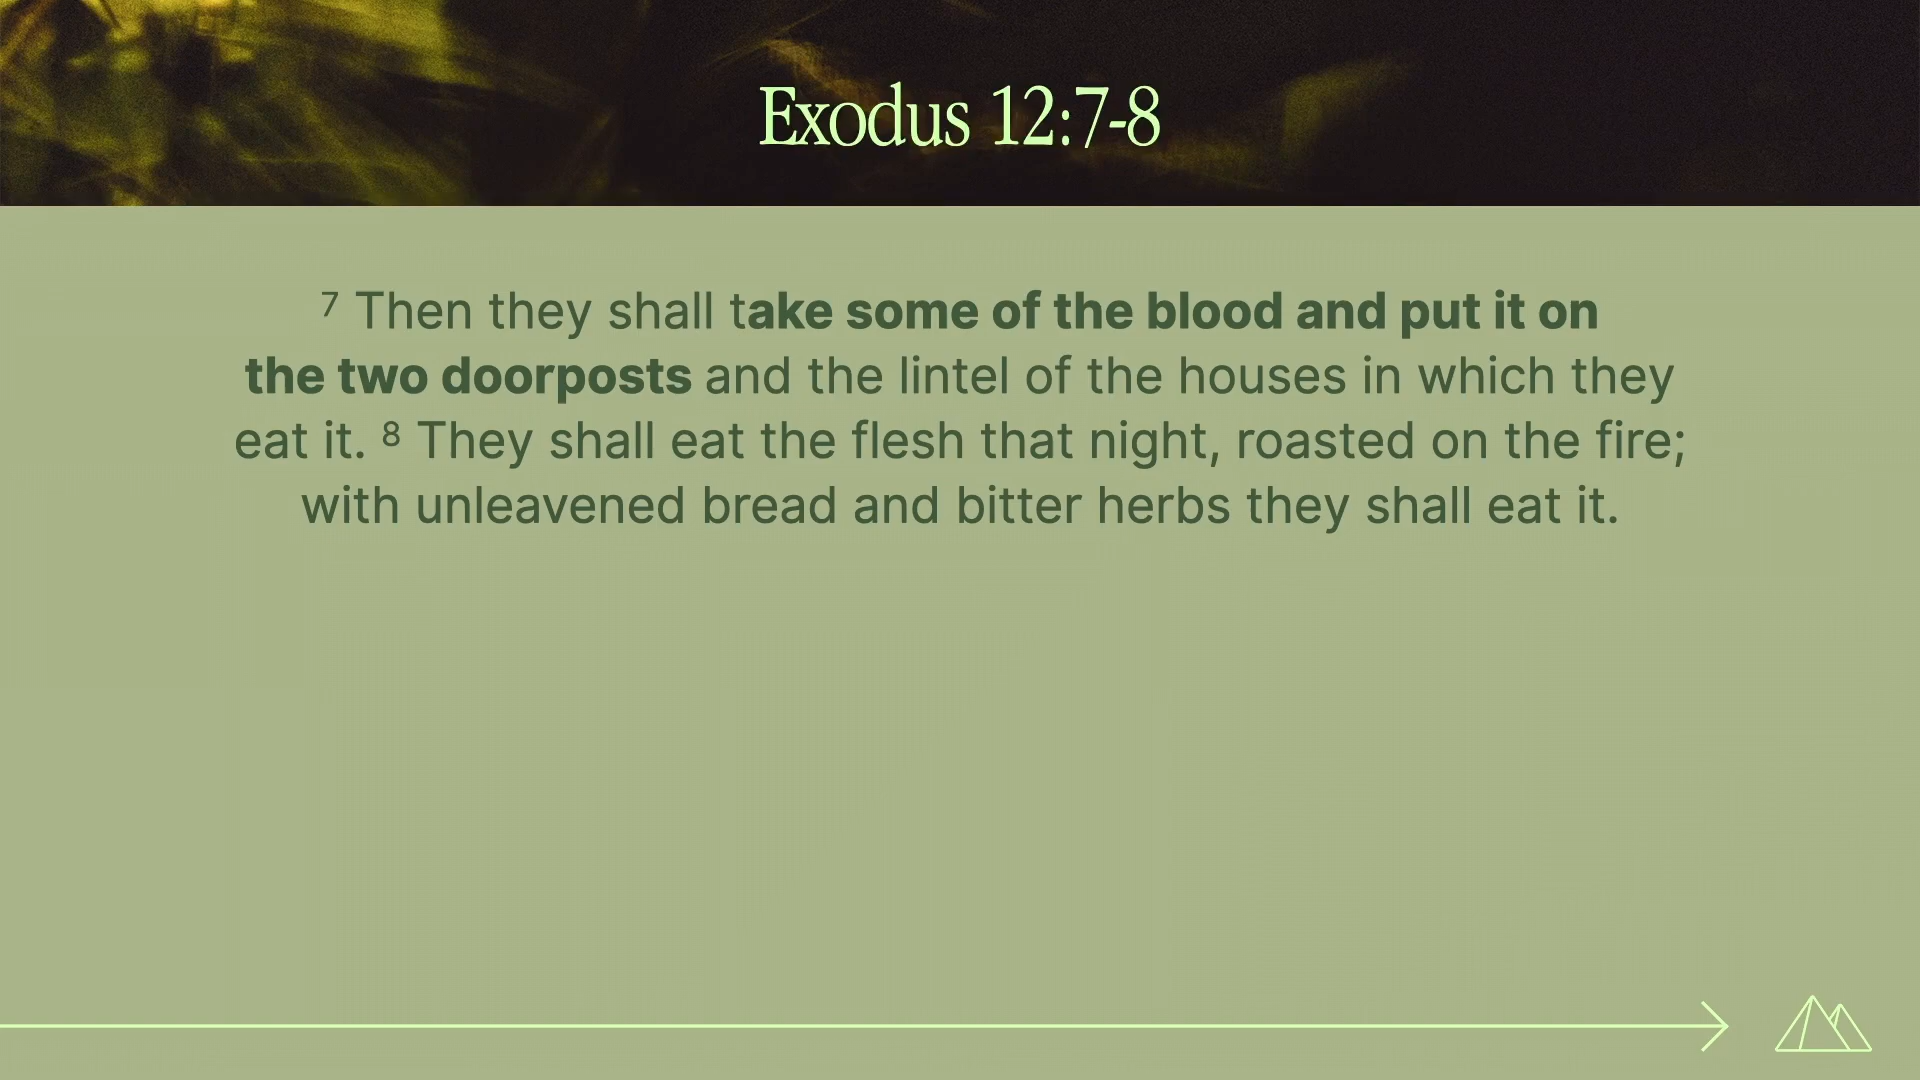 Exodus 12:7-8
7 Then they shall take some of the blood and put it on
the two doorposts and the lintel of the houses in which they
eat it. 8 They shall eat the flesh that night, roasted on the fire;
with unleavened bread and bitter herbs they shall eat it.